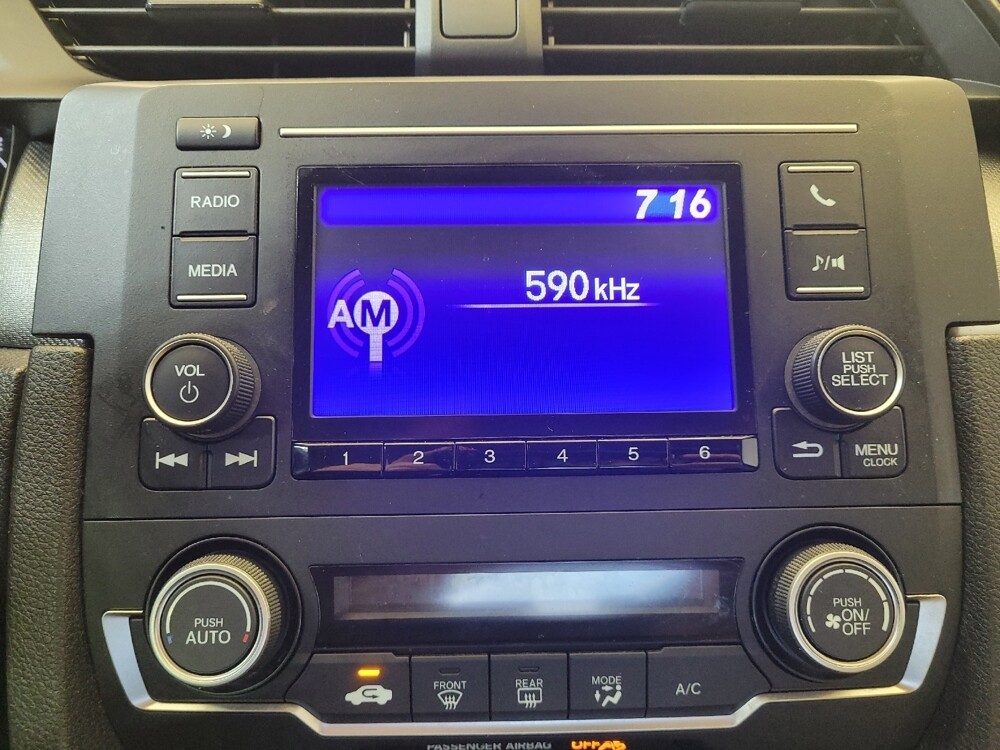 RADIO
MEDIA
7 16
590 kHz
AM
VOL
LIST
PUSH
SELECT
1 2 3 4 5 6
MENU
CLOCK
PUSH
AUTO
PUSH
ON/
OFF
FRONT
REAR
MODE
A/C
PASSENGER AIRBAG